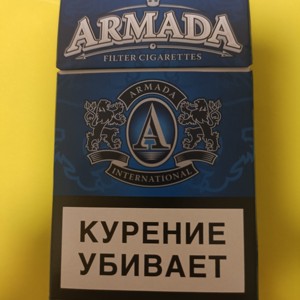 ARMADA
FILTER CIGARETTES
ARMADA
A
INTERNATIONAL
КУРЕНИЕ
УБИВАЕТ